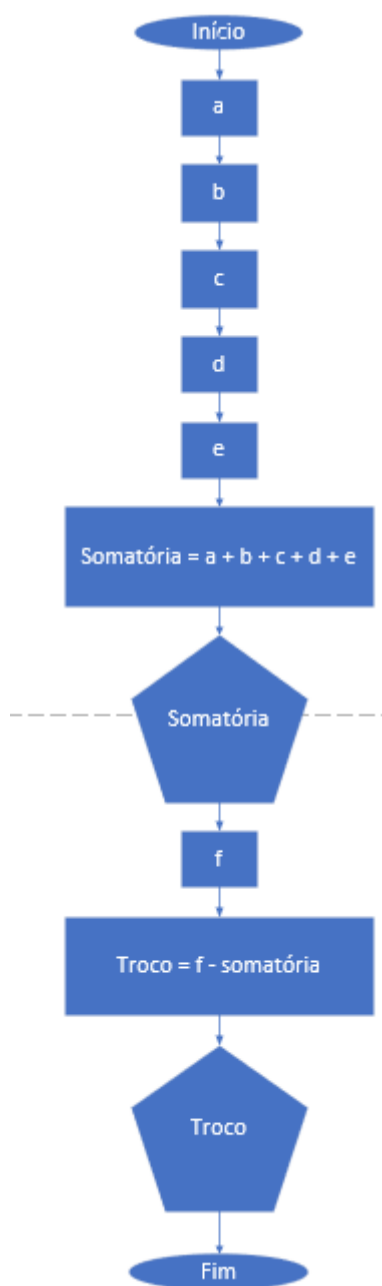 Início
a
b
c
d
e
Somatória = a + b + c + d + e
Somatória
f
Troco = f - somatória
Troco
Fim